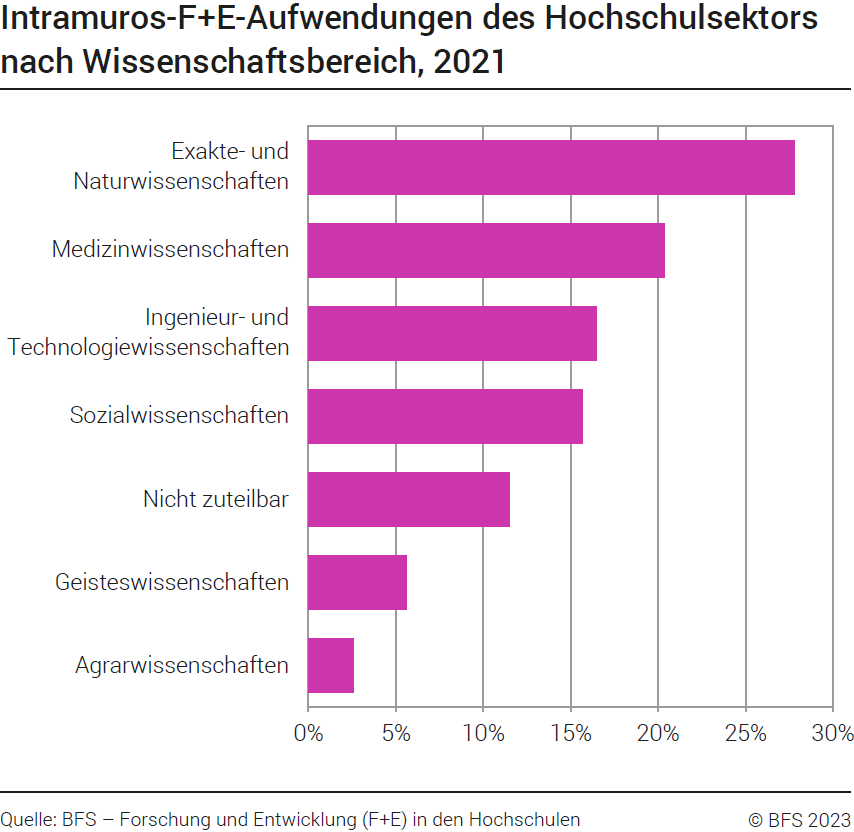 Intramuros-F+E-Aufwendungen des Hochschulsektors
nach Wissenschaftsbereich, 2021
Exakte- und
Naturwissenschaften
Medizinwissenschaften
Ingenieur- und
Technologiewissenschaften
Sozialwissenschaften
Nicht zuteilbar
Geisteswissenschaften
Agrarwissenschaften
0% 5% 10% 15% 20% 25% 30%
Quelle: BFS – Forschung und Entwicklung (F+E) in den Hochschulen © BFS 2023